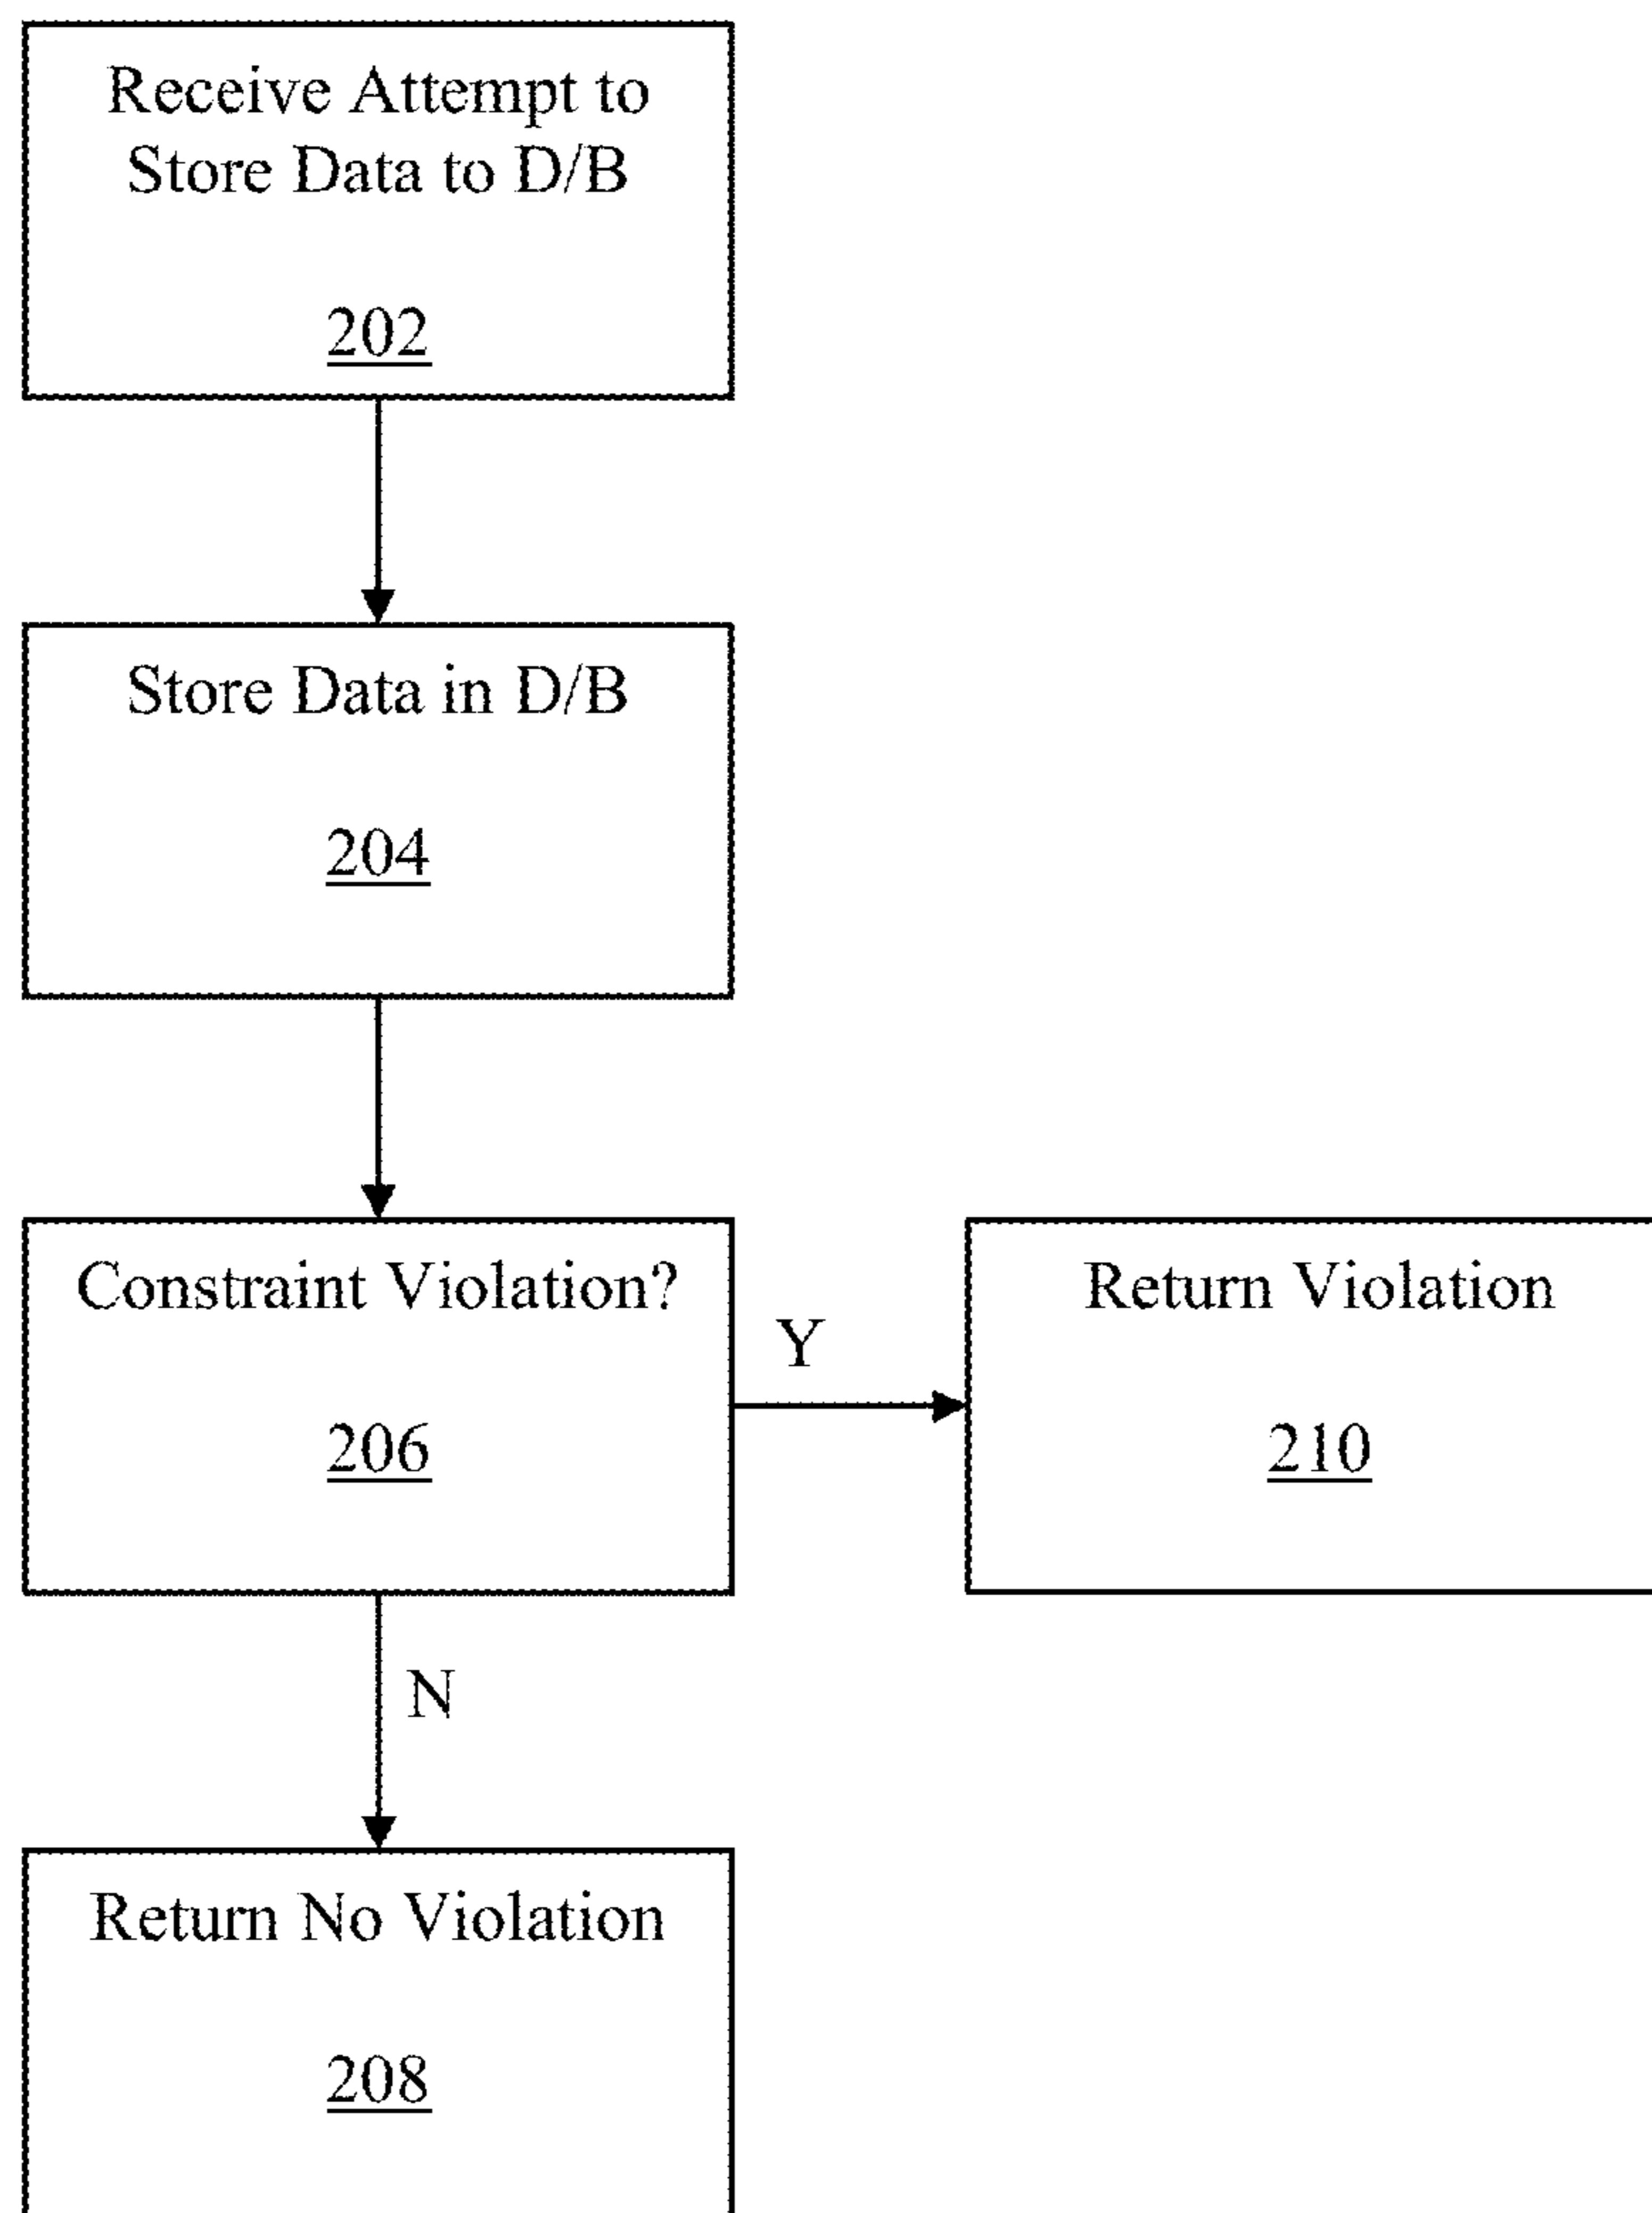 Receive Attempt to
Store Data to D/B
202
Store Data in D/B
204
Constraint Violation?
206
Y
Return Violation
210
N
Return No Violation
208